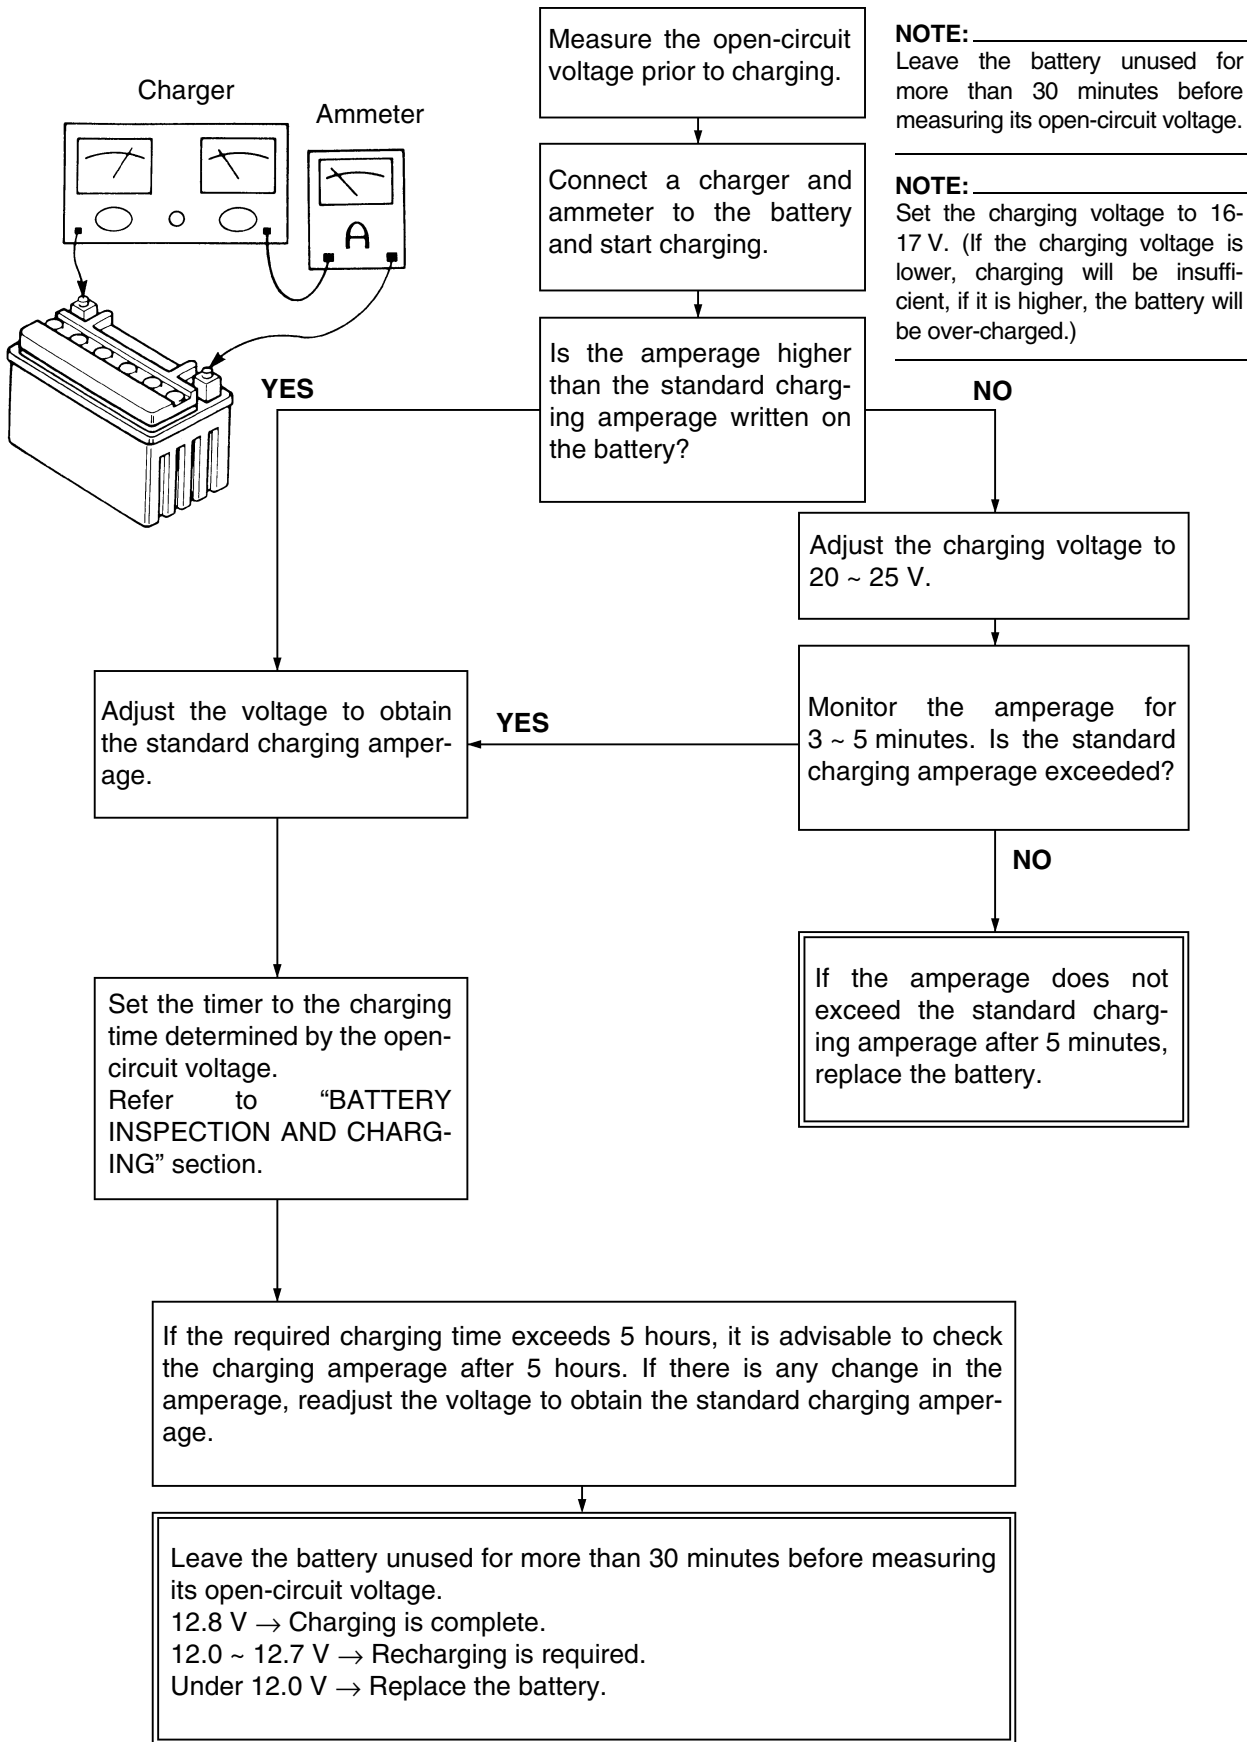 Charger
Ammeter
A
Measure the open-circuit
voltage prior to charging.
NOTE:
Leave the battery unused for
more than 30 minutes before
measuring its open-circuit voltage.
Connect a charger and
ammeter to the battery
and start charging.
NOTE:
Set the charging voltage to 16-
17 V. (If the charging voltage is
lower, charging will be insuffi-
cient, if it is higher, the battery will
be over-charged.)
Is the amperage higher
than the standard charg-
ing amperage written on
the battery?
YES
NO
Adjust the charging voltage to
20 ~ 25 V.
Monitor the amperage for
3 ~ 5 minutes. Is the standard
charging amperage exceeded?
YES
Adjust the voltage to obtain
the standard charging amper-
age.
NO
If the amperage does not
exceed the standard charg-
ing amperage after 5 minutes,
replace the battery.
Set the timer to the charging
time determined by the open-
circuit voltage.
Refer to “BATTERY
INSPECTION AND CHARG-
ING” section.
If the required charging time exceeds 5 hours, it is advisable to check
the charging amperage after 5 hours. If there is any change in the
amperage, readjust the voltage to obtain the standard charging amper-
age.
Leave the battery unused for more than 30 minutes before measuring
its open-circuit voltage.
12.8 V → Charging is complete.
12.0 ~ 12.7 V → Recharging is required.
Under 12.0 V → Replace the battery.